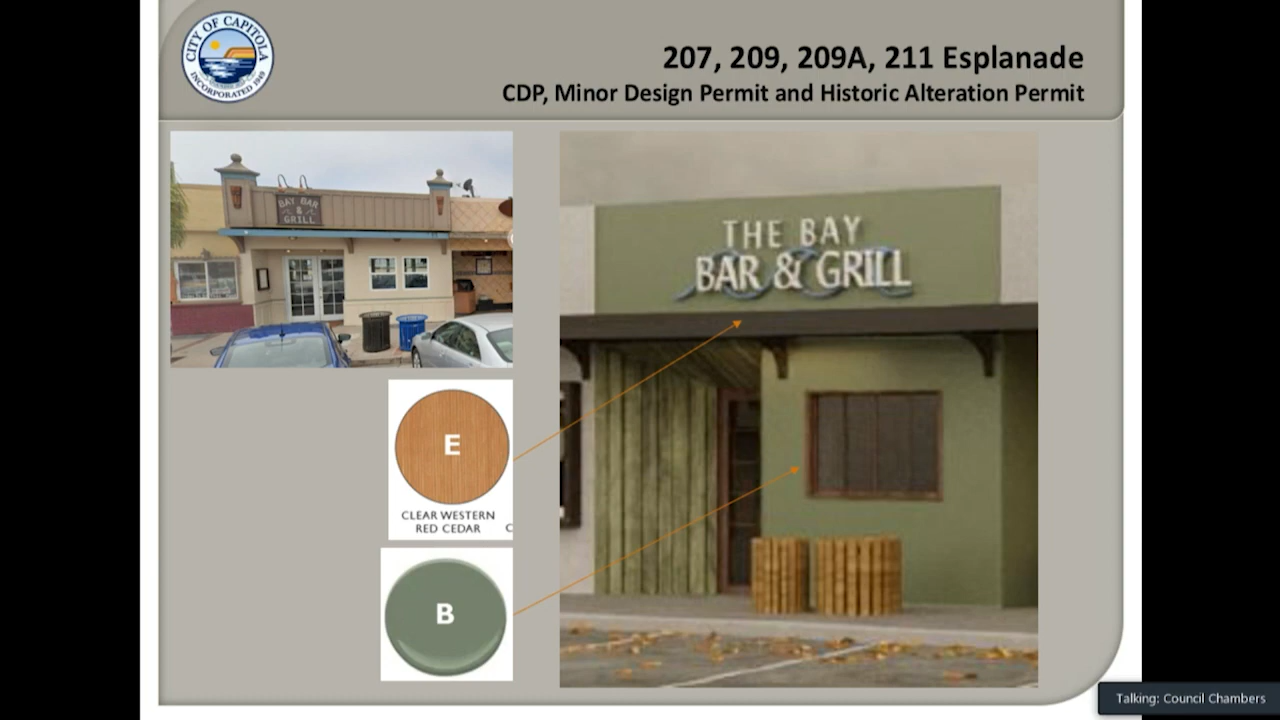 CITY OF CAPITOLA
INCORPORATED 1949
207, 209, 209A, 211 Esplanade
CDP, Minor Design Permit and Historic Alteration Permit
BAY BAR
&
GRILL
THE BAY
BAR & GRILL
E
CLEAR WESTERN
RED CEDAR
C
B
Talking: Council Chambers